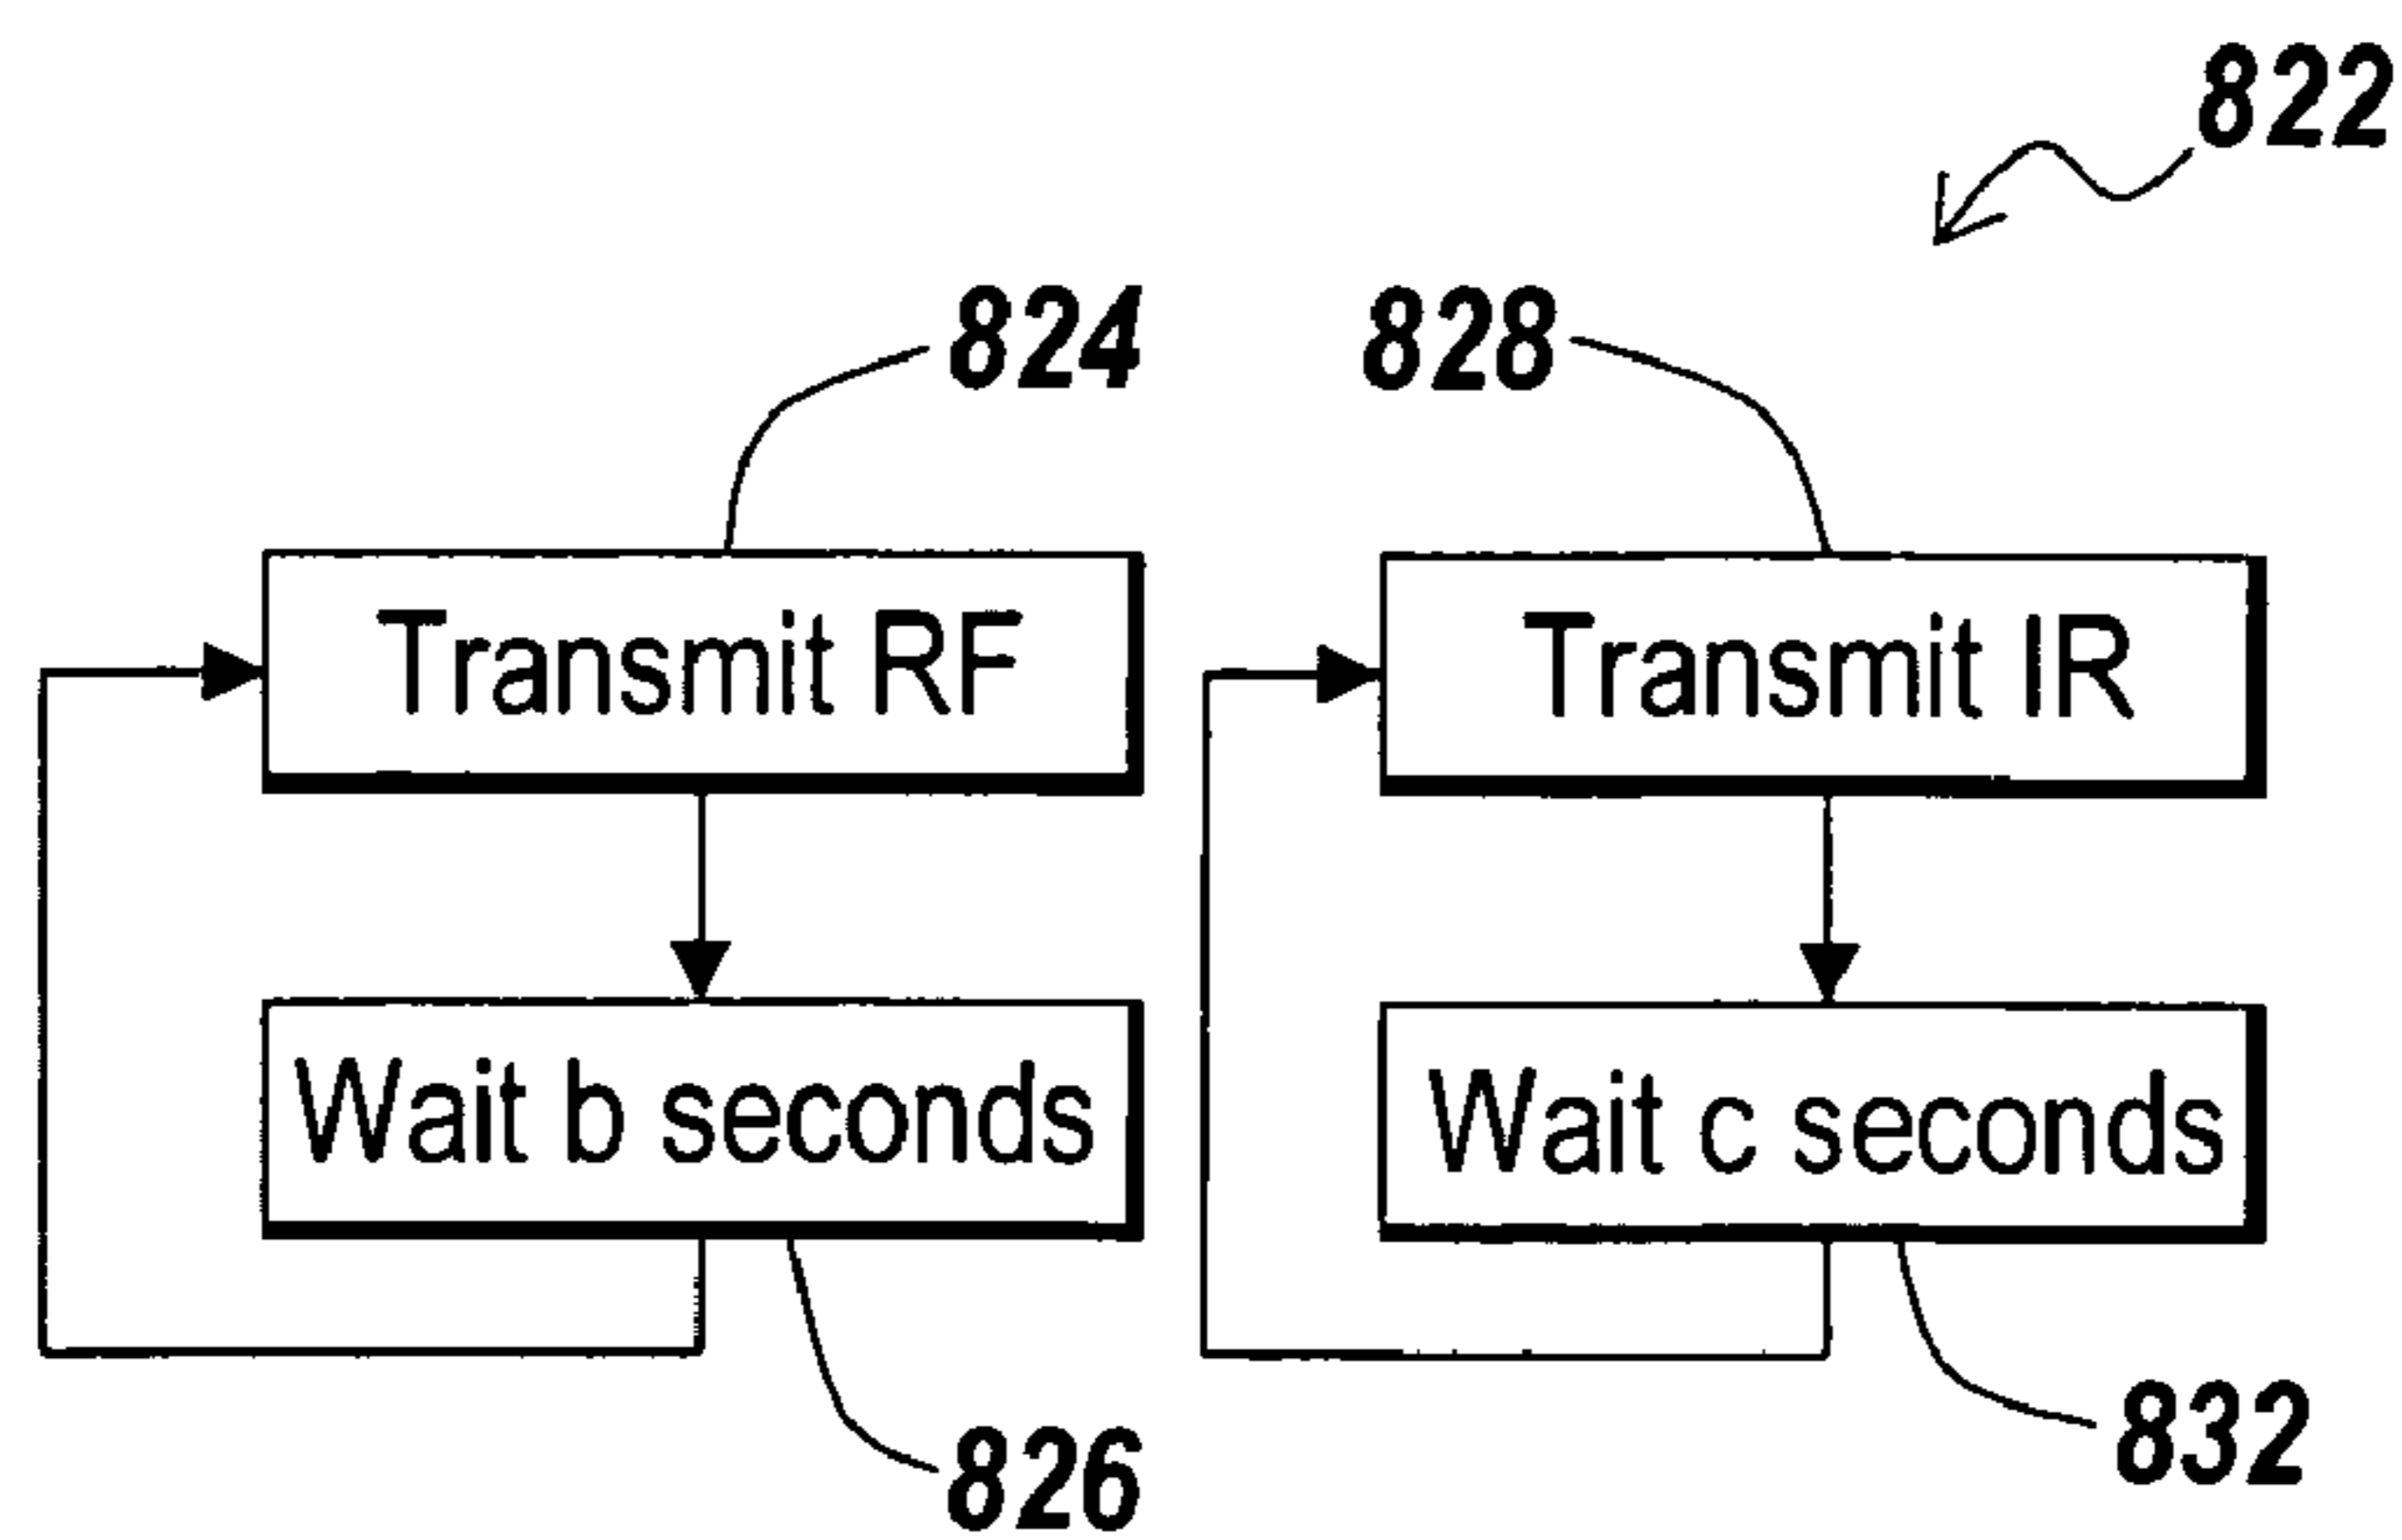 822
824
828
Transmit RF
Transmit IR
Wait b seconds
Wait c seconds
832
826